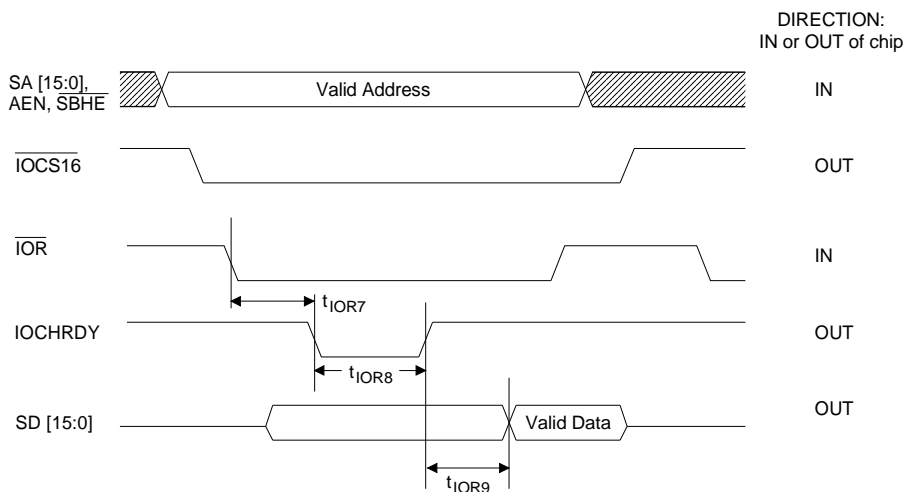 DIRECTION:
IN or OUT of chip
SA [15:0],
AEN, SBHE
Valid Address
IN
IOCS16
OUT
IOR
IN
tIOR7
IOCHRDY
OUT
tIOR8
SD [15:0]
Valid Data
OUT
tIOR9